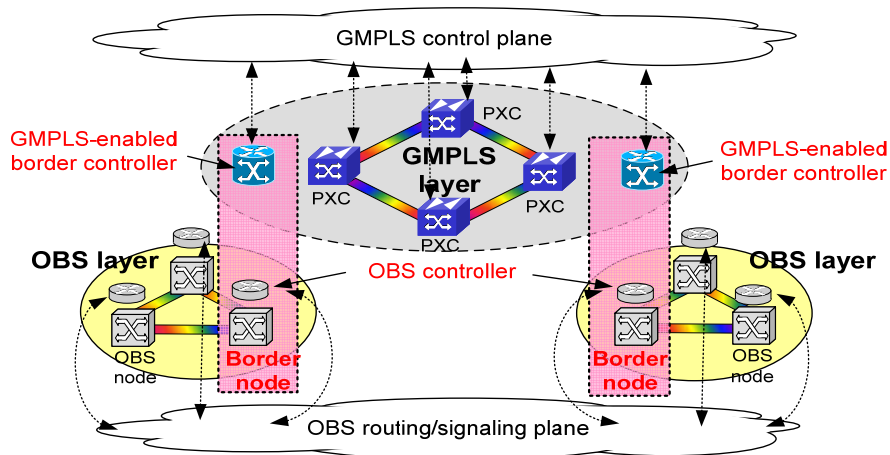 GMPLS control plane
PXC
GMPLS-enabled
border controller
GMPLS
layer
GMPLS-enabled
border controller
PXC
PXC
PXC
OBS layer
OBS controller
OBS layer
OBS
node
Border
node
Border
node
OBS
node
OBS routing/signaling plane